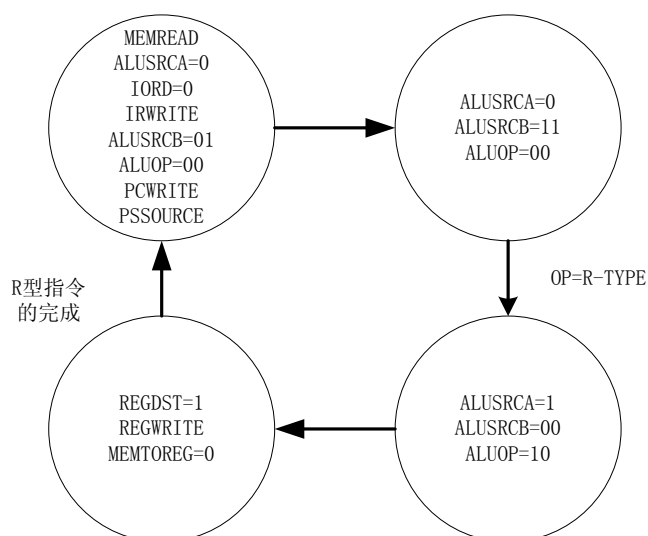 MEMREAD
ALUSRCA=0
IORD=0
IRWRITE
ALUSRCB=01
ALUOP=00
PCWRITE
PSSOURCE
ALUSRCA=0
ALUSRCB=11
ALUOP=00
R型指令
的完成
OP=R-TYPE
REGDST=1
REGWRITE
MEMTOREG=0
ALUSRCA=1
ALUSRCB=00
ALUOP=10